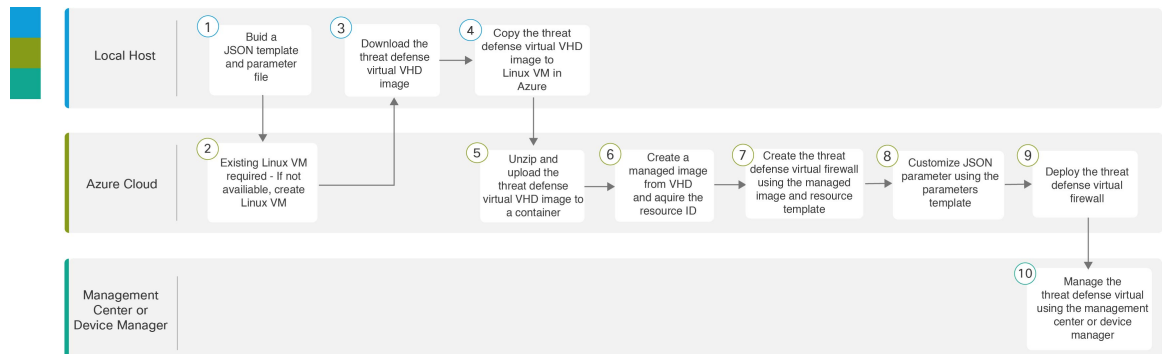 Local Host
1
Buid a
JSON template
and parameter
file
3
Download the
threat defense
virtual VHD
image
4
Copy the threat
defense virtual VHD
image to
Linux VM in
Azure
Azure Cloud
2
Existing Linux VM
required - If not
availiable, create
Linux VM
5
Unzip and
upload the
threat defense
virtual VHD image to
a container
6
Create a
managed image
from VHD
and aquire the
resource ID
7
Create the threat
defense virtual firewall
using the managed
image and resource
template
8
Customize JSON
parameter using the
parameters
template
9
Deploy the threat
defense virtual
firewall
Management
Center or
Device Manager
10
Manage the
threat defense virtual
using the management
center or device
manager